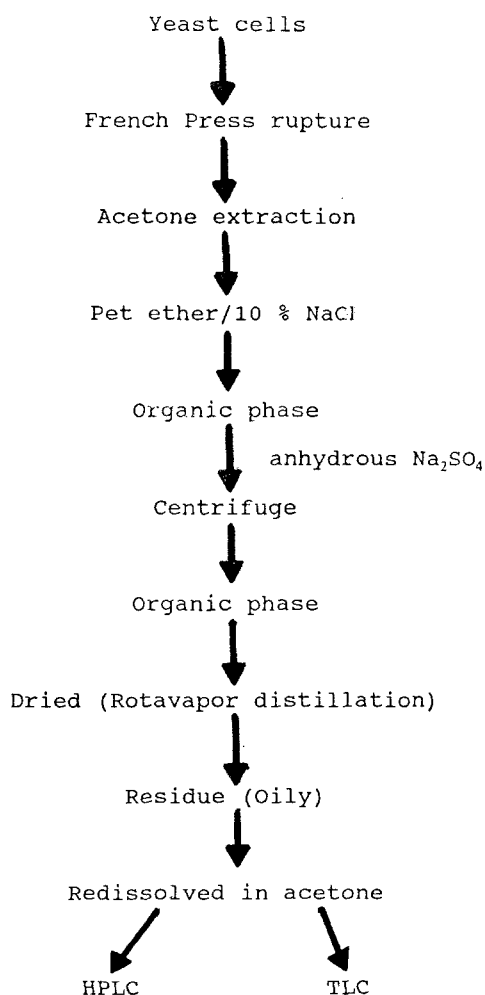 Yeast cells
French Press rupture
Acetone extraction
Pet ether/10 % NaCl
Organic phase
anhydrous Na₂SO₄
Centrifuge
Organic phase
Dried (Rotavapor distillation)
Residue (Oily)
Redissolved in acetone
HPLC TLC